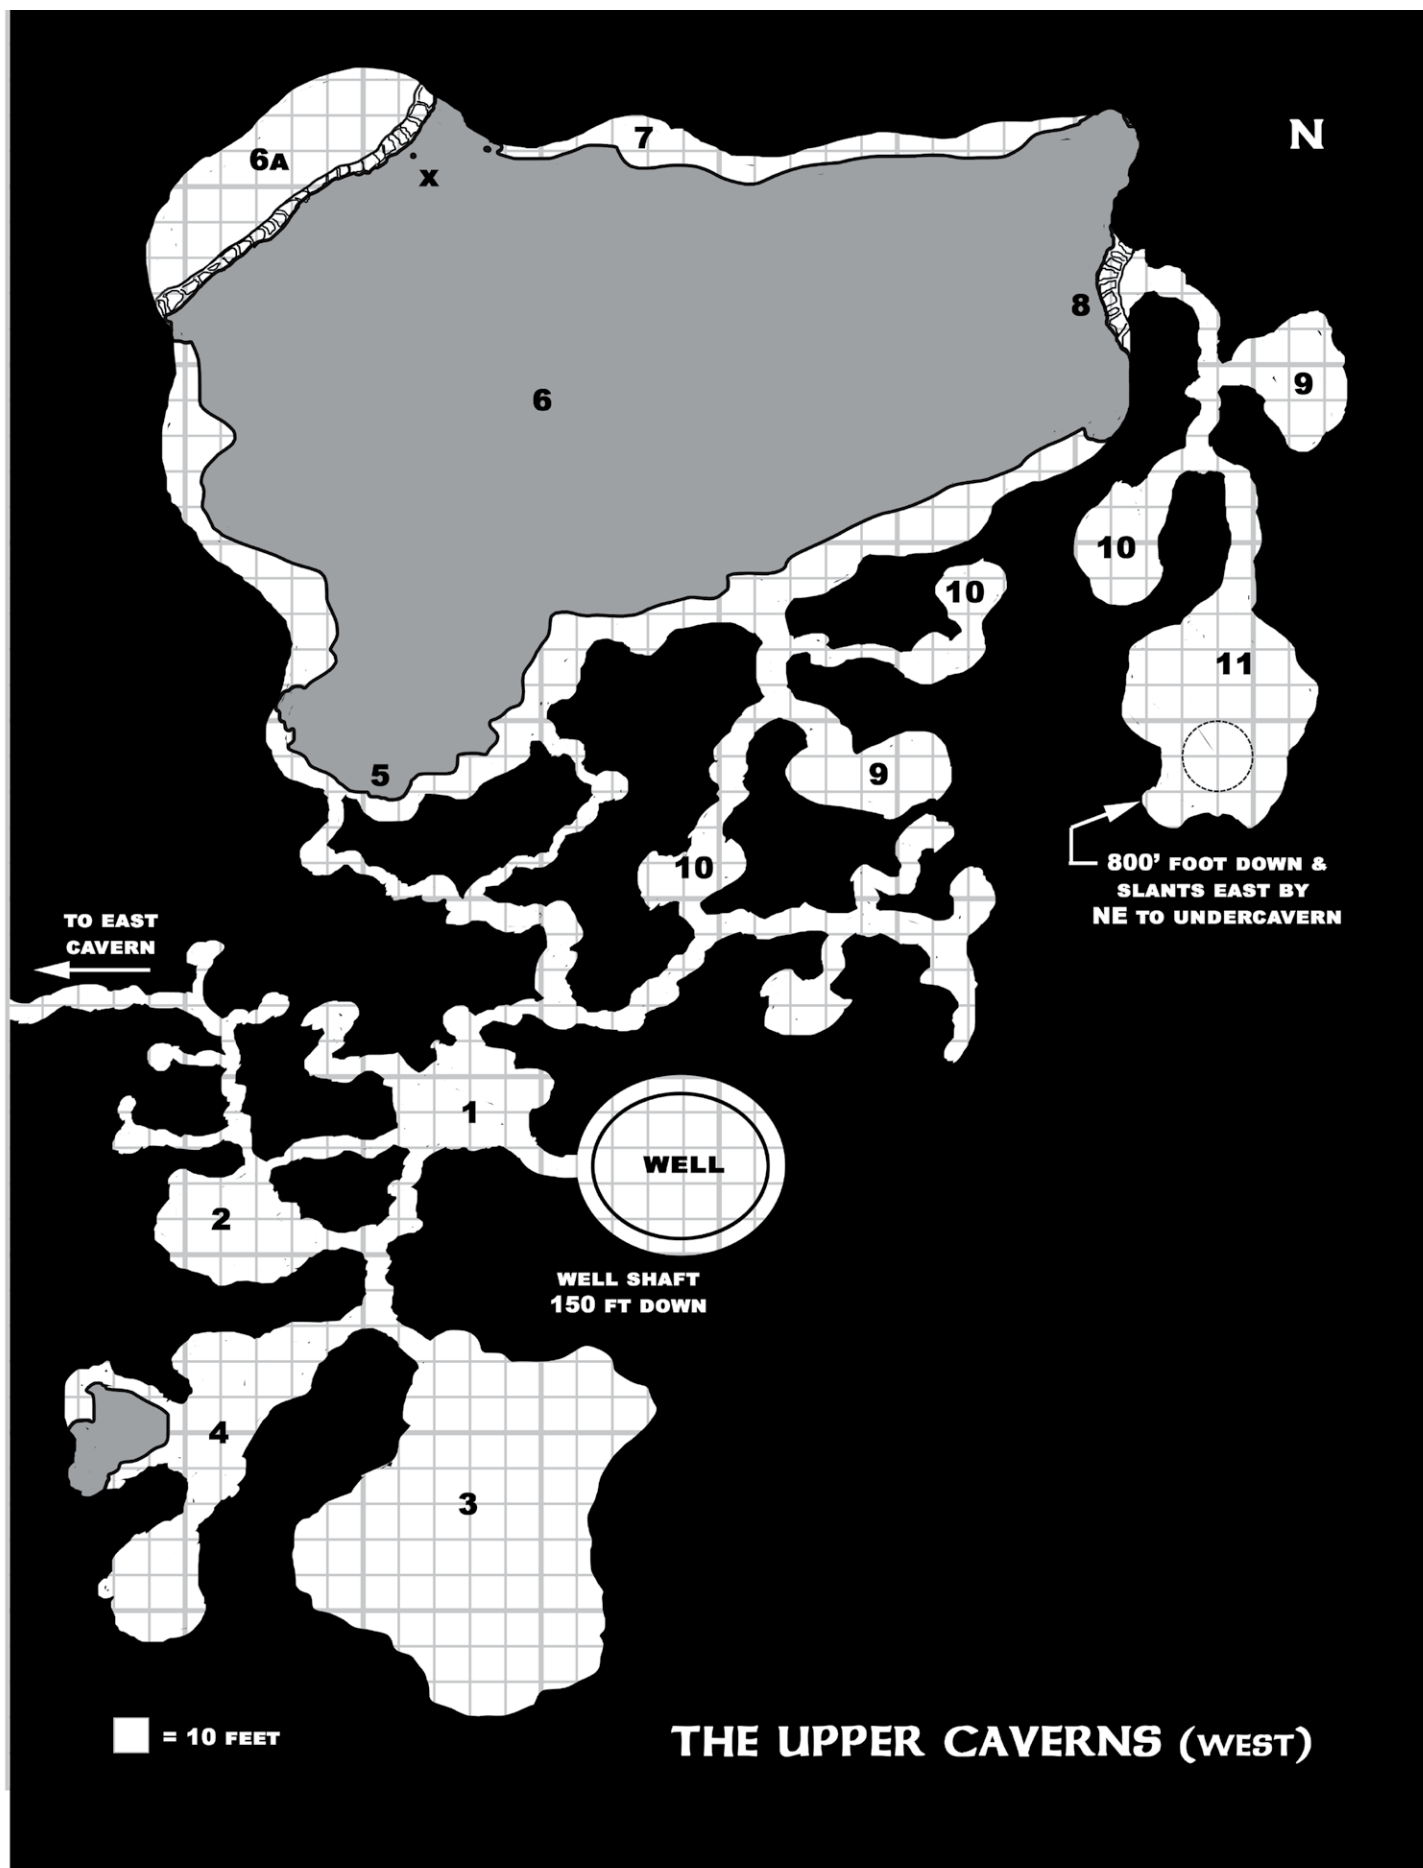 N
7
6A
X
8
9
6
10
10
11
5
9
10
800' FOOT DOWN &
SLANTS EAST BY
NE TO UNDERCAVERN
TO EAST
CAVERN
1
WELL
2
WELL SHAFT
150 FT DOWN
4
3
= 10 FEET
THE UPPER CAVERNS (WEST)